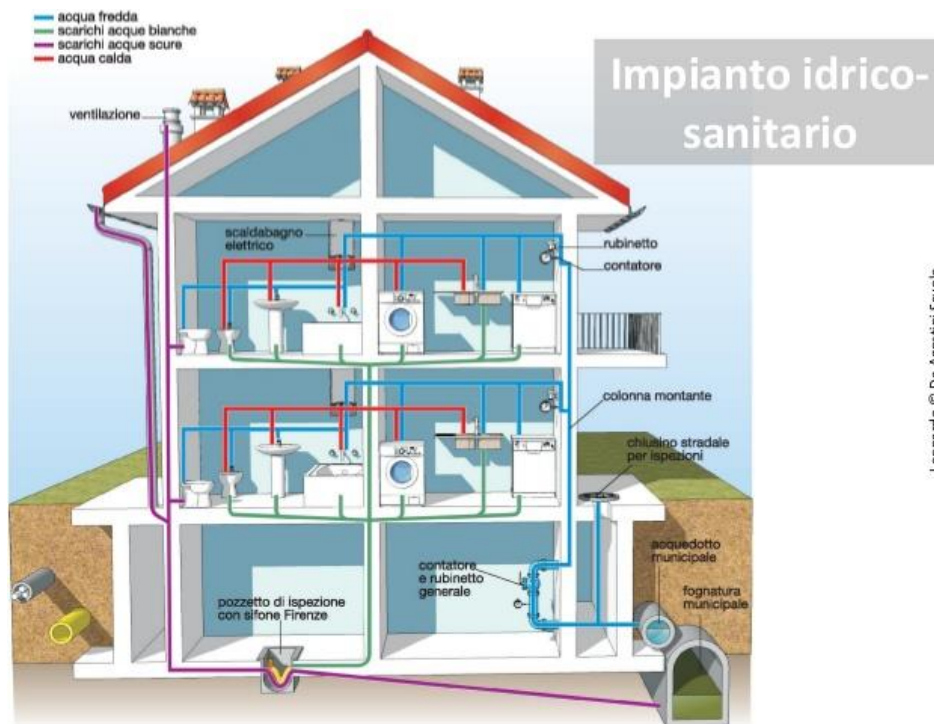 acqua fredda
scarichi acque bianche
scarichi acque scure
acqua calda
Impianto idrico-
sanitario
ventilazione
scaldabagno
elettrico
rubinetto
contatore
colonna montante
chiusino stradale
per ispezioni
acquedotto
municipale
fognatura
municipale
contatore
e rubinetto
generale
pozzetto di ispezione
con sifone Firenze